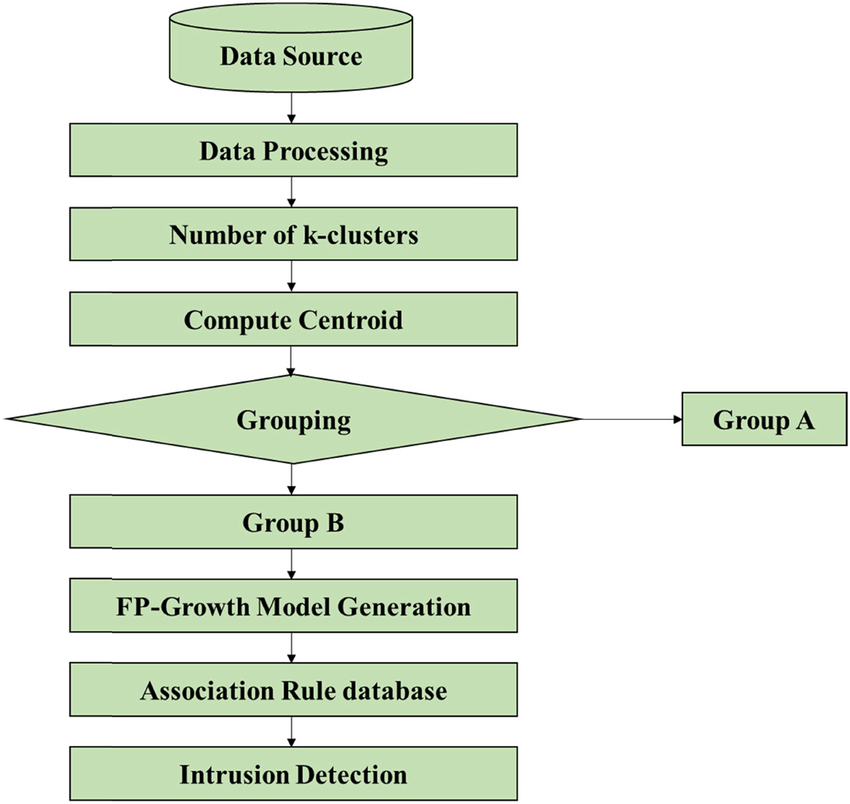 Data Source
Data Processing
Number of k-clusters
Compute Centroid
Grouping
Group A
Group B
FP-Growth Model Generation
Association Rule database
Intrusion Detection